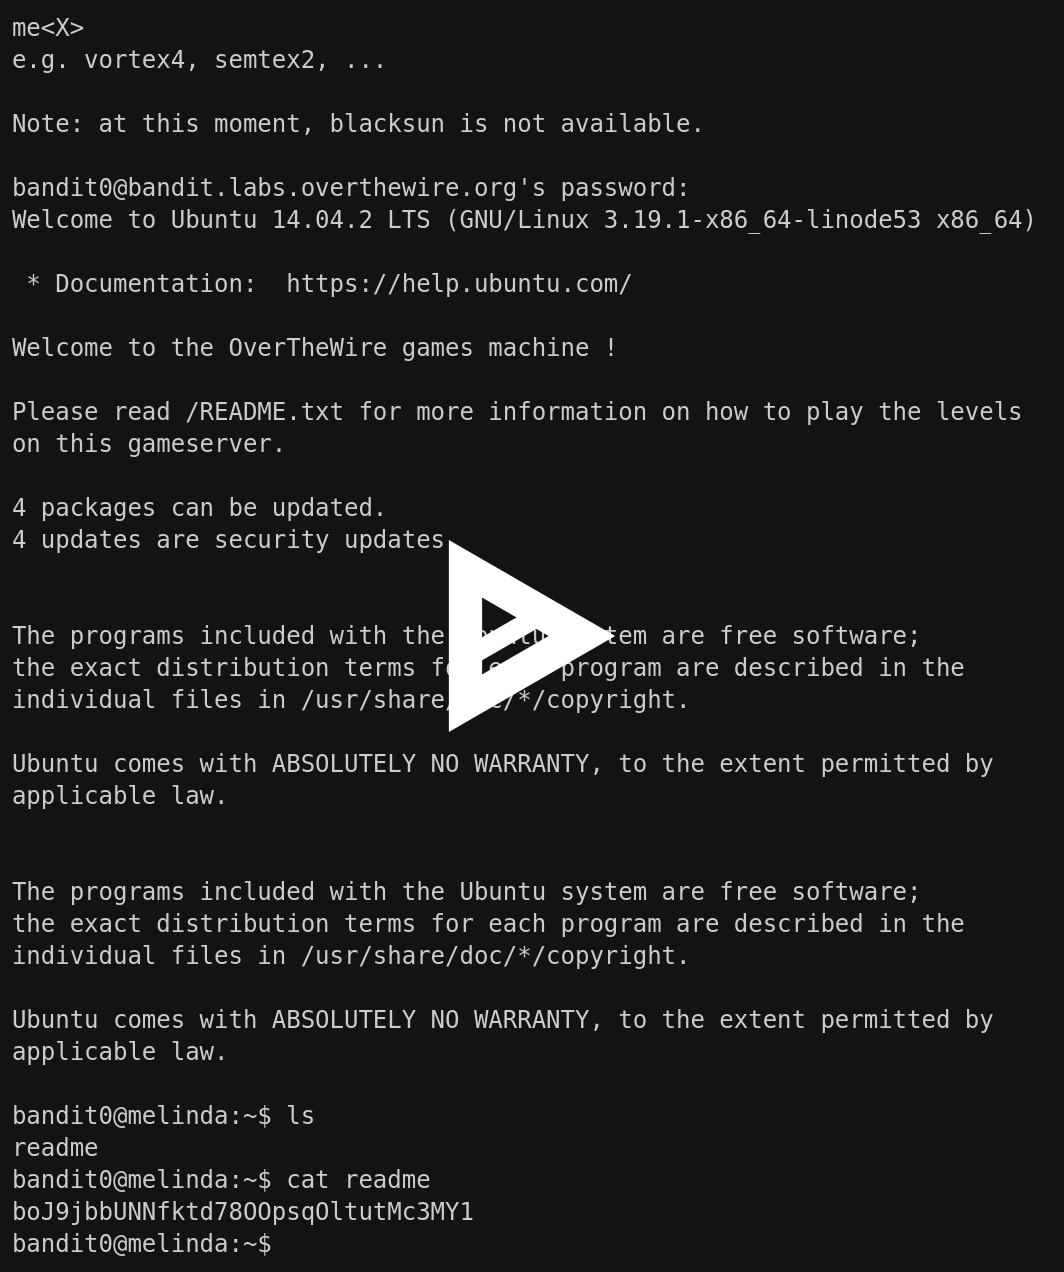 me<X>
e.g. vortex4, semtex2, ...
Note: at this moment, blacksun is not available.
bandit0@bandit.labs.overthewire.org's password:
Welcome to Ubuntu 14.04.2 LTS (GNU/Linux 3.19.1-x86_64-linode53 x86_64)
* Documentation:  https://help.ubuntu.com/
Welcome to the OverTheWire games machine !
Please read /README.txt for more information on how to play the levels
on this gameserver.
4 packages can be updated.
4 updates are security updates
The programs included with the are free software;
the exact distribution terms program are described in the
individual files in copyright.
Ubuntu comes with ABSOLUTELY NO WARRANTY, to the extent permitted by
applicable law.
The programs included with the Ubuntu system are free software;
the exact distribution terms for each program are described in the
individual files in /usr/share/doc/*/copyright.
Ubuntu comes with ABSOLUTELY NO WARRANTY, to the extent permitted by
applicable law.
bandit0@melinda:~$ ls
readme
bandit0@melinda:~$ cat readme
boJ9jbbUNNfktd78OOpsqOltutMc3MY1
bandit0@melinda:~$